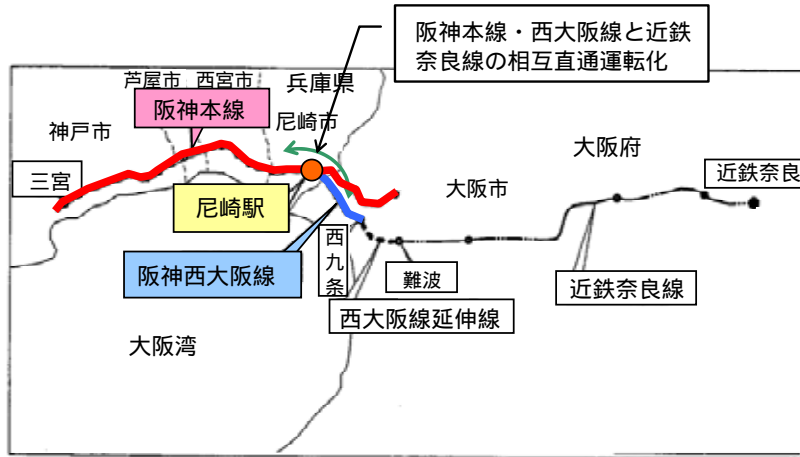 阪神本線・西大阪線と近鉄
奈良線の相互直通運転化
芦屋市
西宮市
兵庫県
阪神本線
尼崎市
神戸市
大阪府
三宮
尼崎駅
大阪市
近鉄奈良
西九条
阪神西大阪線
難波
近鉄奈良線
西大阪線延伸線
大阪湾